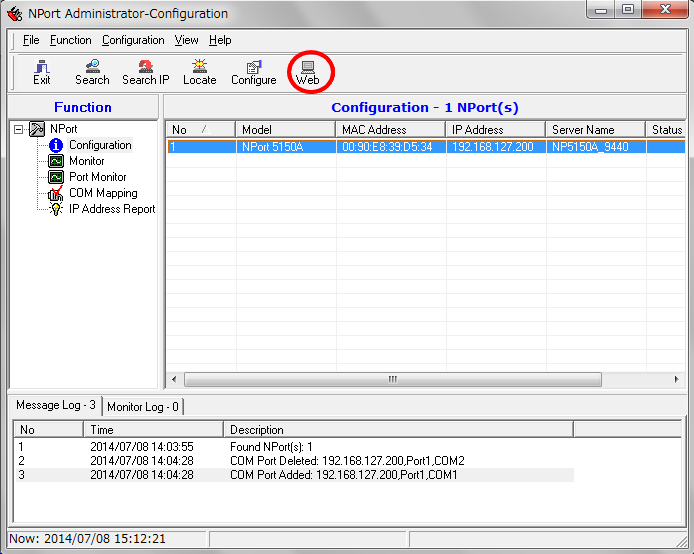 NPort Administrator-Configuration
File Function Configuration View Help
Exit Search Search IP Locate Configure Web
Function
Configuration - 1 NPort(s)
NPort
Configuration
Monitor
Port Monitor
COM Mapping
IP Address Report
No Model MAC Address IP Address Server Name Status
1 NPort 5150A 00:90:E8:39:D5:34 192.168.127.200 NP5150A_9440
Message Log - 3 Monitor Log - 0
No Time Description
1 2014/07/08 14:03:55 Found NPort(s): 1
2 2014/07/08 14:04:28 COM Port Deleted: 192.168.127.200,Port1,COM2
3 2014/07/08 14:04:28 COM Port Added: 192.168.127.200,Port1,COM1
Now: 2014/07/08 15:12:21